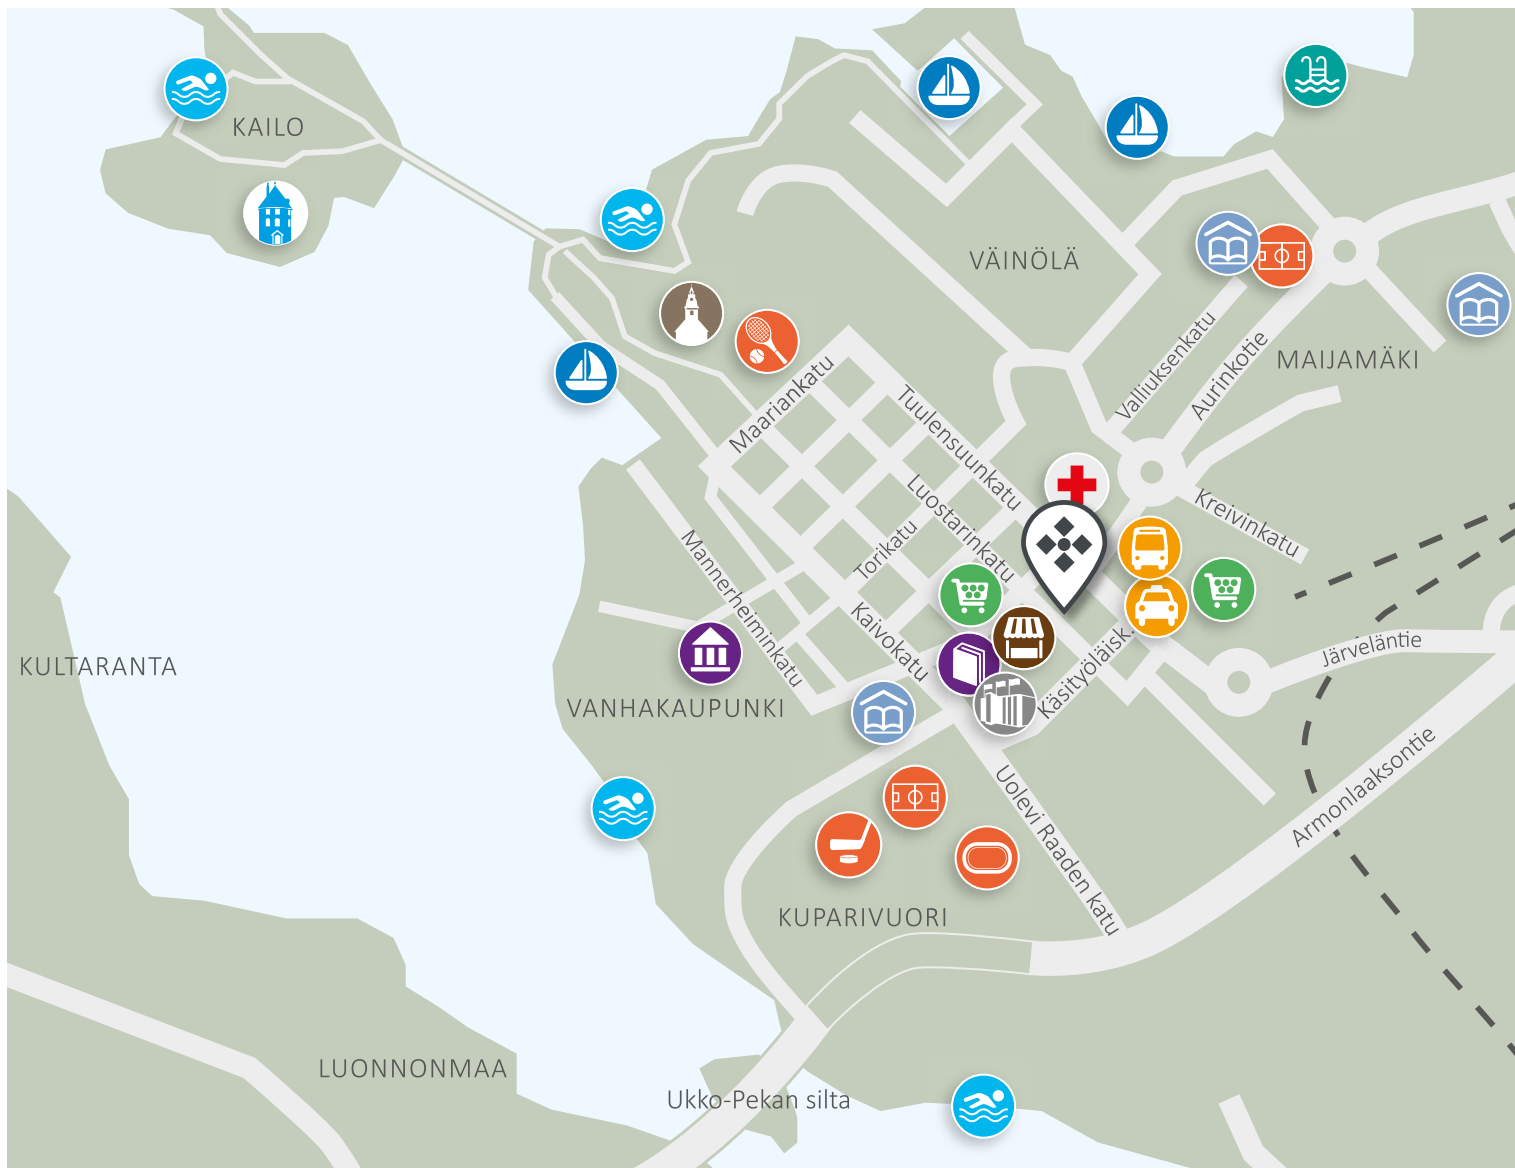 KAILO
VÄINÖLÄ
Valliuksenkatu
Aurinkotie
MAIJAMÄKI
Maariankatu
Tuulensuunkatu
Luostarinkatu
Kreivinkatu
Torikatu
Mannerheiminkatu
Kaivokatu
Käsityöläisk.
Järveläntie
KULTARANTA
VANHAKAUPUNKI
Uolevi Raaden katu
Armonlaaksontie
KUPARIVUORI
LUONNONMAA
Ukko-Pekan silta